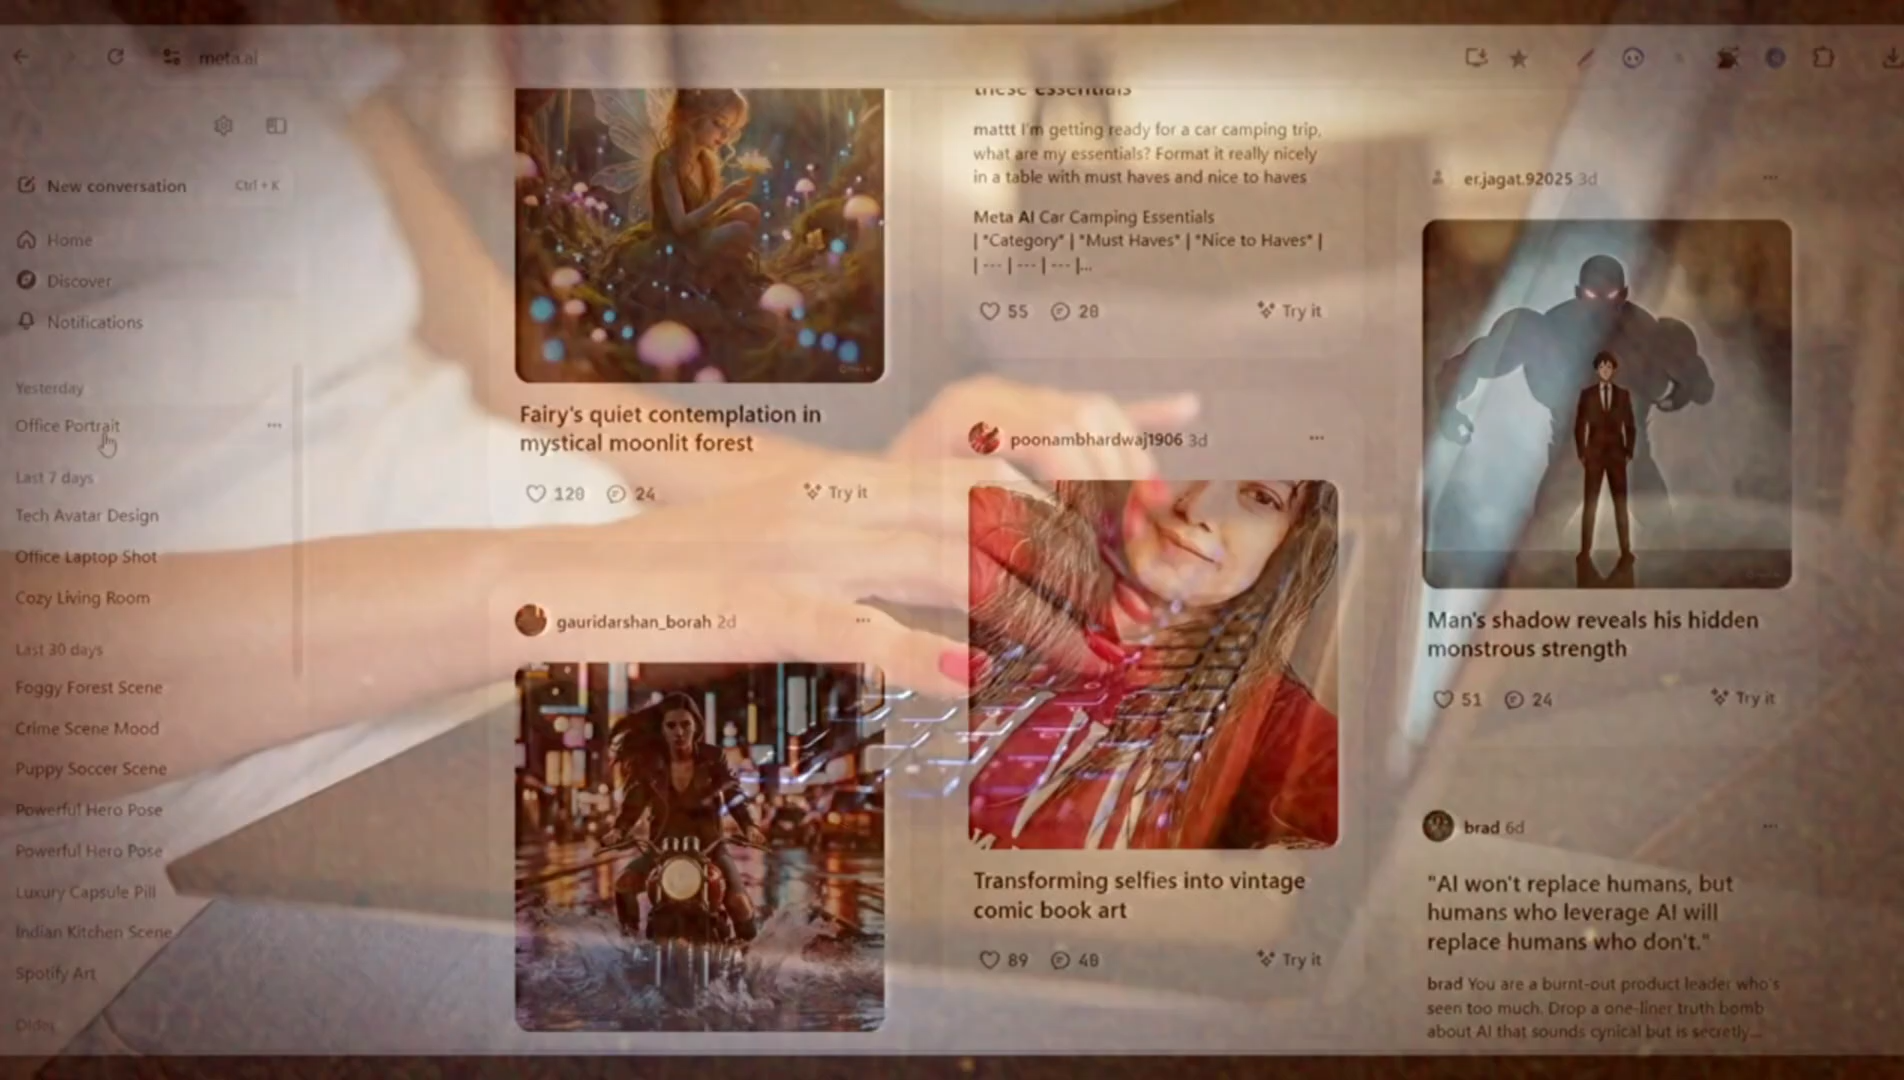 meta.ai
New conversation
Ctrl + K
Home
Discover
Notifications
Yesterday
Office Portrait
Last 7 days
Tech Avatar Design
Office Laptop Shot
Cozy Living Room
Last 30 days
Foggy Forest Scene
Crime Scene Mood
Puppy Soccer Scene
Powerful Hero Pose
Powerful Hero Pose
Luxury Capsule Pill
Indian Kitchen Scene
Spotify Art
Older
Fairy's quiet contemplation in
mystical moonlit forest
120 24 Try it
gauridarshan_borah 2d
these essentials
mattt I'm getting ready for a car camping trip,
what are my essentials? Format it really nicely
in a table with must haves and nice to haves
Meta AI Car Camping Essentials
| *Category* | *Must Haves* | *Nice to Haves* |
| --- | --- | --- |...
55 20 Try it
poonambhardwaj1906 3d
Transforming selfies into vintage
comic book art
89 40 Try it
er.jagat.92025 3d
Man's shadow reveals his hidden
monstrous strength
51 24 Try it
brad 6d
"AI won't replace humans, but
humans who leverage AI will
replace humans who don't."
brad You are a burnt-out product leader who's
seen too much. Drop a one-liner truth bomb
about AI that sounds cynical but is secretly...